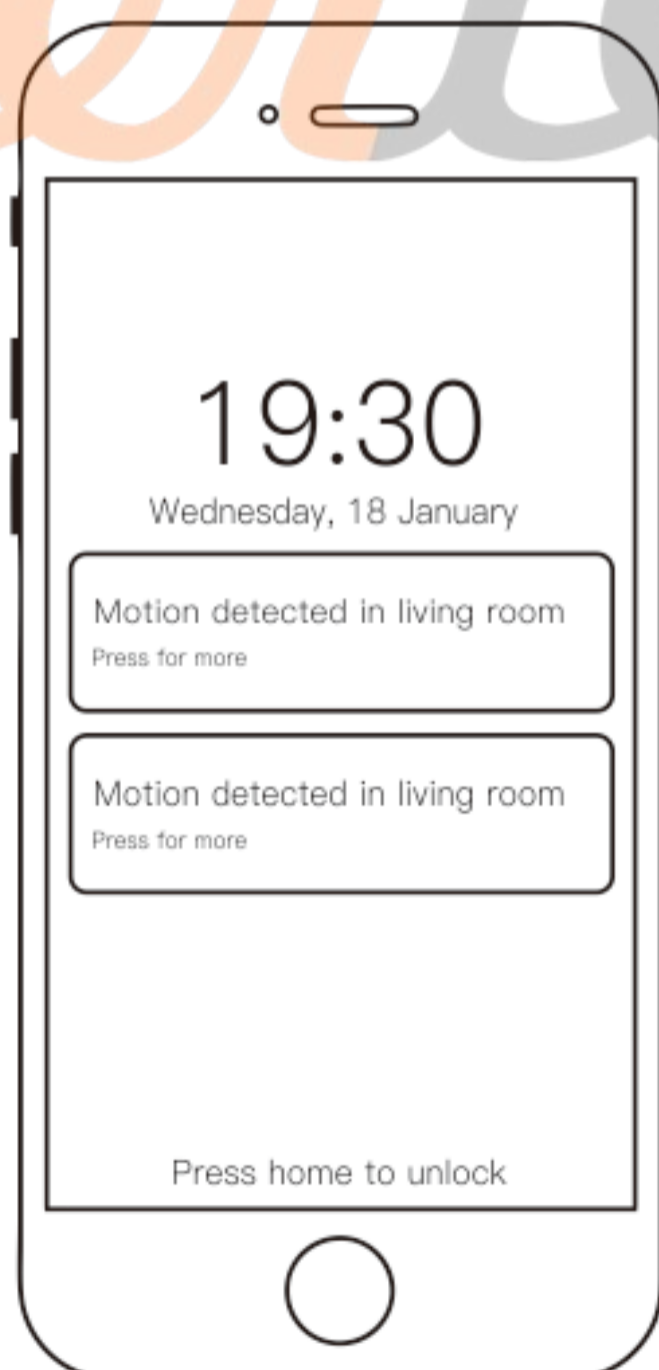 19:30
Wednesday, 18 January
Motion detected in living room
Press for more
Motion detected in living room
Press for more
Press home to unlock